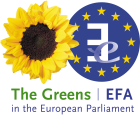 The Greens | EFA
in the European Parliament